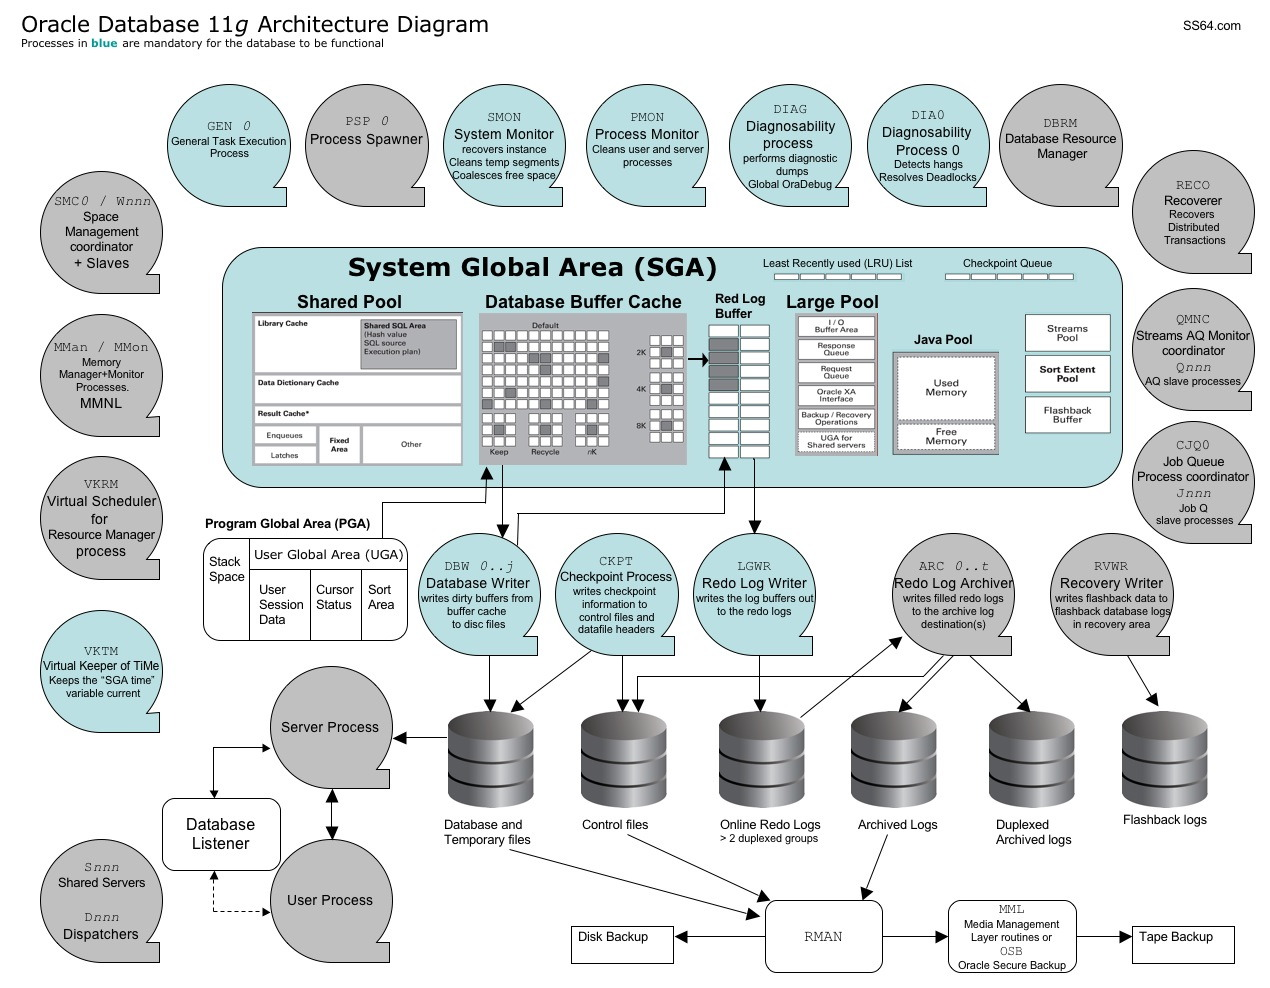 Oracle Database 11g Architecture Diagram
SS64.com
Processes in blue are mandatory for the database to be functional
GEN 0
General Task Execution
Process
PSP 0
Process Spawner
SMON
System Monitor
recovers instance
Cleans temp segments
Coalesces free space
PMON
Process Monitor
Cleans user and server
processes
DIAG
Diagnosability
process
performs diagnostic
dumps
Global OraDebug
DIA0
Diagnosability
Process 0
Detects hangs
Resolves Deadlocks
DBRM
Database Resource
Manager
RECO
Recoverer
Recovers
Distributed
Transactions
SMC0 / Wnnn
Space
Management
coordinator
+ Slaves
MMan / MMon
Memory
Manager+Monitor
Processes.
MMNL
VKRM
Virtual Scheduler
for
Resource Manager
process
VKTM
Virtual Keeper of TiMe
Keeps the “SGA time”
variable current
System Global Area (SGA)
Least Recently used (LRU) List
Checkpoint Queue
Shared Pool
Library Cache
Shared SQL Area
(Hash value
SQL source
Execution plan)
Data Dictionary Cache
Result Cache*
Enqueues
Latches
Fixed
Area
Other
Database Buffer Cache
Default
2K
4K
8K
Keep
Recycle
nK
Red Log
Buffer
Large Pool
I / O
Buffer Area
Response
Queue
Request
Queue
Oracle XA
Interface
Backup / Recovery
Operations
UGA for
Shared servers
Java Pool
Used
Memory
Free
Memory
Streams
Pool
Sort Extent
Pool
Flashback
Buffer
QMNC
Streams AQ Monitor
coordinator
Qnnn
AQ slave processes
CJQ0
Job Queue
Process coordinator
Jnnn
Job Q
slave processes
Program Global Area (PGA)
Stack
Space
User Global Area (UGA)
User
Session
Data
Cursor
Status
Sort
Area
DBW 0..j
Database Writer
writes dirty buffers from
buffer cache
to disc files
CKPT
Checkpoint Process
writes checkpoint
information to
control files and
datafile headers
LGWR
Redo Log Writer
writes the log buffers out
to the redo logs
ARC 0..t
Redo Log Archiver
writes filled redo logs
to the archive log
destination(s)
RVWR
Recovery Writer
writes flashback data to
flashback database logs
in recovery area
Server Process
Database
Listener
User Process
Snnn
Shared Servers
Dnnn
Dispatchers
Database and
Temporary files
Control files
Online Redo Logs
> 2 duplexed groups
Archived Logs
Duplexed
Archived logs
Flashback logs
Disk Backup
RMAN
MML
Media Management
Layer routines or
OSB
Oracle Secure Backup
Tape Backup